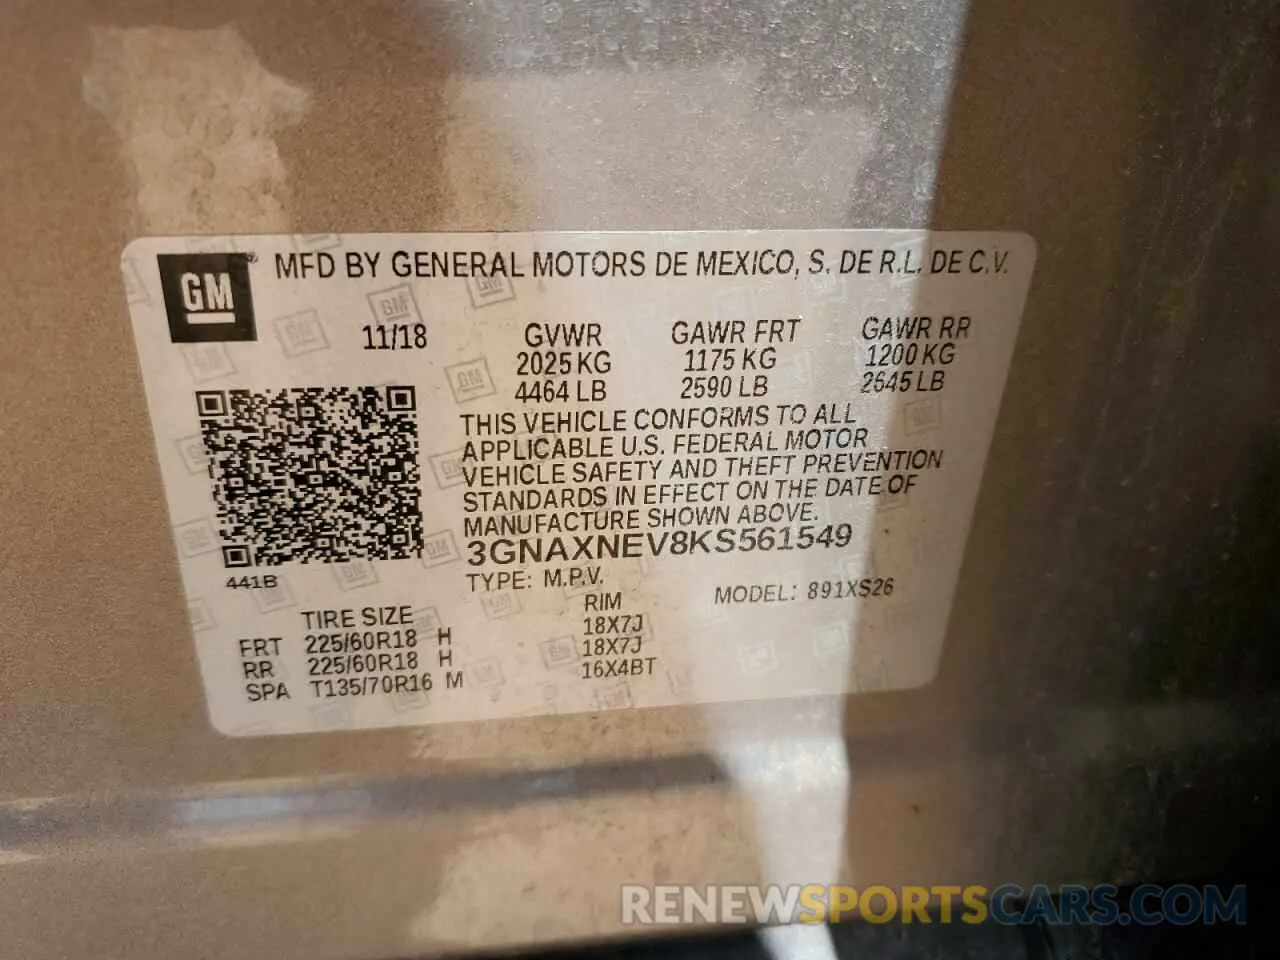 GM® MFD BY GENERAL MOTORS DE MEXICO, S. DE R.L. DE C.V.
11/18 GVWR GAWR FRT GAWR RR
2025 KG 1175 KG 1200 KG
4464 LB 2590 LB 2645 LB
THIS VEHICLE CONFORMS TO ALL
APPLICABLE U.S. FEDERAL MOTOR
VEHICLE SAFETY AND THEFT PREVENTION
STANDARDS IN EFFECT ON THE DATE OF
MANUFACTURE SHOWN ABOVE.
3GNAXNEV8KS561549
441B
TYPE: M.P.V. MODEL: 891XS26
TIRE SIZE RIM
FRT 225/60R18 H 18X7J
RR 225/60R18 H 18X7J
SPA T135/70R16 M 16X4BT
RENEWSPORTSCARS.COM